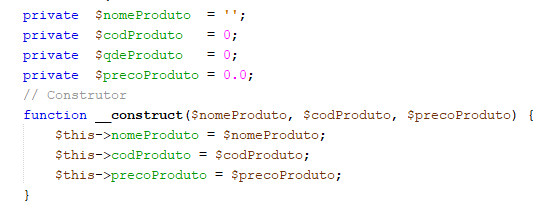 private  $nomeProduto  = '';
private  $codProduto   = 0;
private  $qdeProduto   = 0;
private  $precoProduto = 0.0;
// Construtor
function __construct($nomeProduto, $codProduto, $precoProduto) {
    $this->nomeProduto = $nomeProduto;
    $this->codProduto = $codProduto;
    $this->precoProduto = $precoProduto;
}